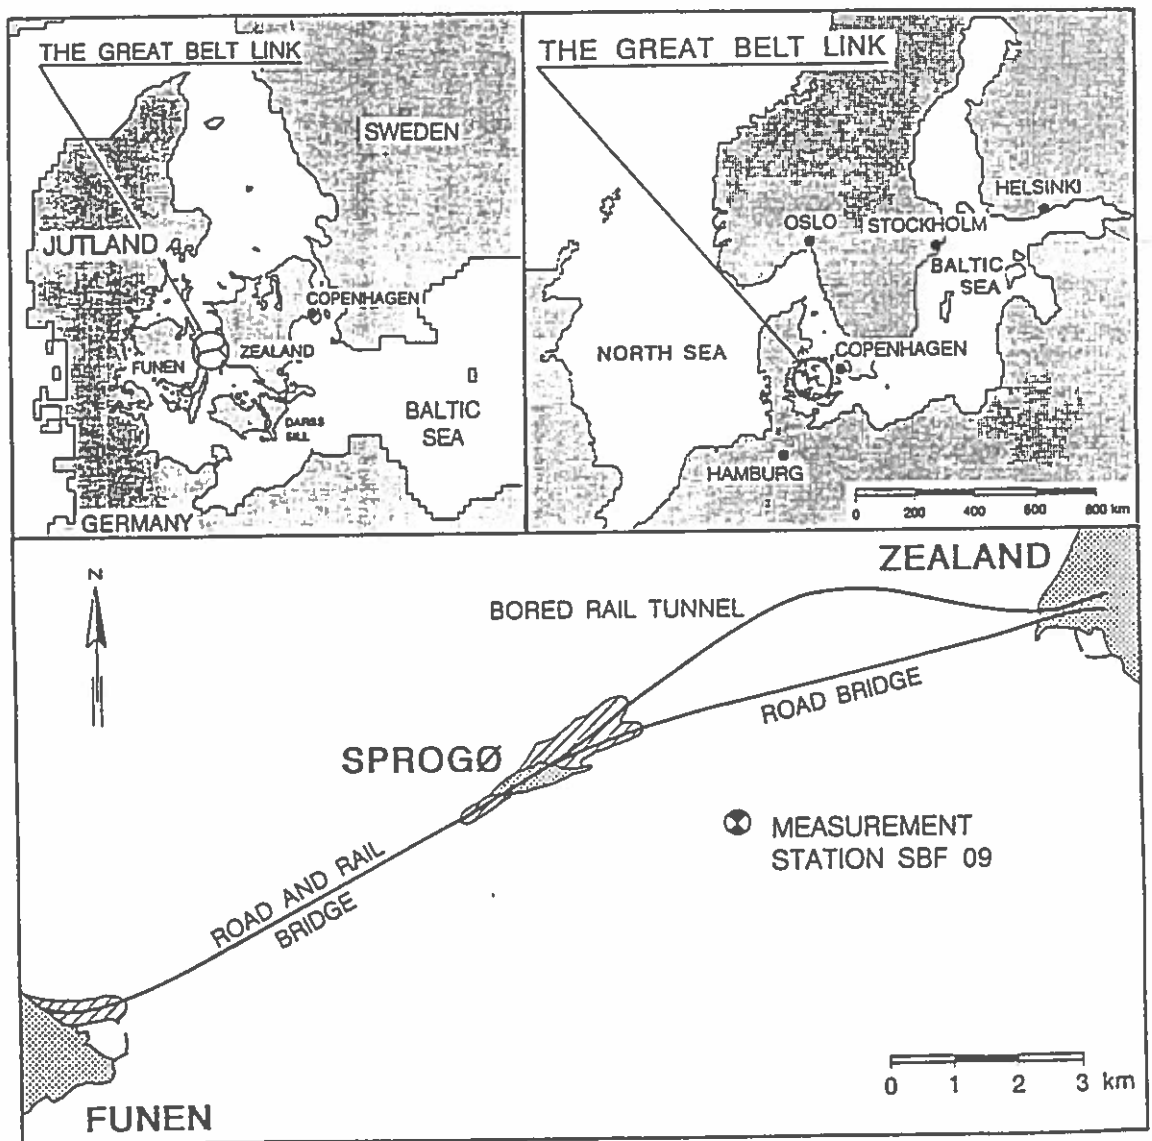 THE GREAT BELT LINK
SWEDEN
JUTLAND
COPENHAGEN
ZEALAND
FUNEN
DARSS
SILL
BALTIC
SEA
GERMANY
THE GREAT BELT LINK
HELSINKI
OSLO
STOCKHOLM
BALTIC
SEA
NORTH SEA
COPENHAGEN
HAMBURG
0 200 400 600 800 km
ZEALAND
N
BORED RAIL TUNNEL
ROAD BRIDGE
SPROGØ
MEASUREMENT
STATION SBF 09
ROAD AND RAIL
BRIDGE
0 1 2 3 km
FUNEN